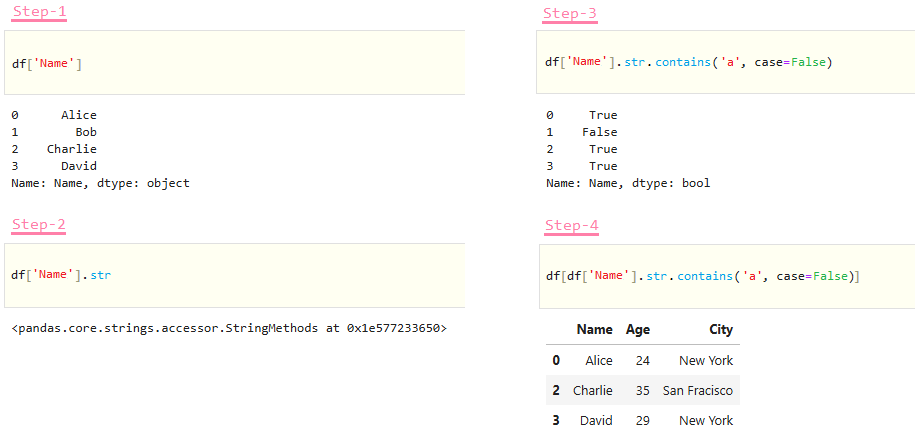 Step-1
df['Name']
0 Alice
1 Bob
2 Charlie
3 David
Name: Name, dtype: object
Step-2
df['Name'].str
<pandas.core.strings.accessor.StringMethods at 0x1e577233650>
Step-3
df['Name'].str.contains('a', case=False)
0 True
1 False
2 True
3 True
Name: Name, dtype: bool
Step-4
df[df['Name'].str.contains('a', case=False)]
Name Age City
0 Alice 24 New York
2 Charlie 35 San Fracisco
3 David 29 New York